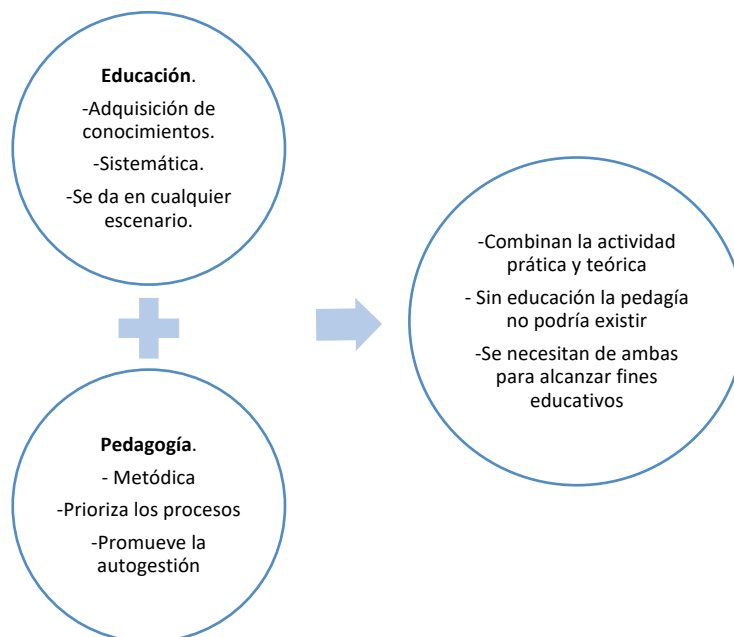 Educación.
-Adquisición de
conocimientos.
-Sistemática.
-Se da en cualquier
escenario.
Pedagogía.
- Metódica
-Prioriza los procesos
-Promueve la
autogestión
-Combinan la actividad
prática y teórica
- Sin educación la pedagía
no podría existir
-Se necesitan de ambas
para alcanzar fines
educativos